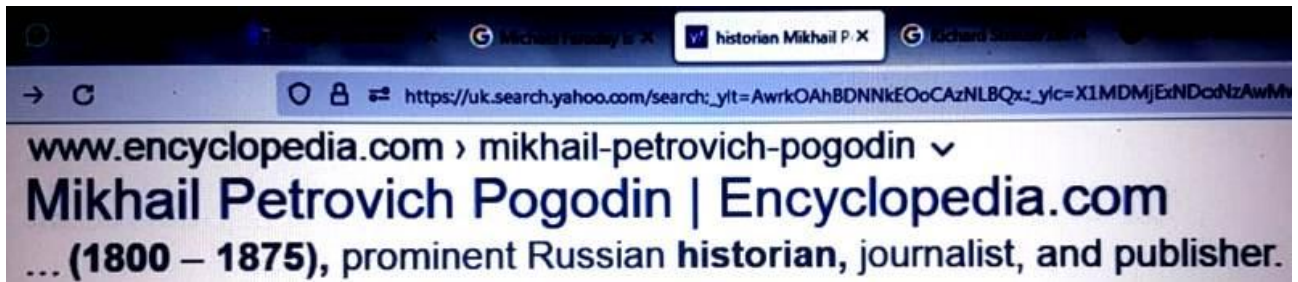 historian Mikhail P
https://uk.search.yahoo.com/search;_ylt=AwrkOAhBDNNkEOoCAzNLBQx.;_ylc=X1MDMjExNDcxNzAwMw
www.encyclopedia.com › mikhail-petrovich-pogodin
Mikhail Petrovich Pogodin | Encyclopedia.com
... (1800 – 1875), prominent Russian historian, journalist, and publisher.